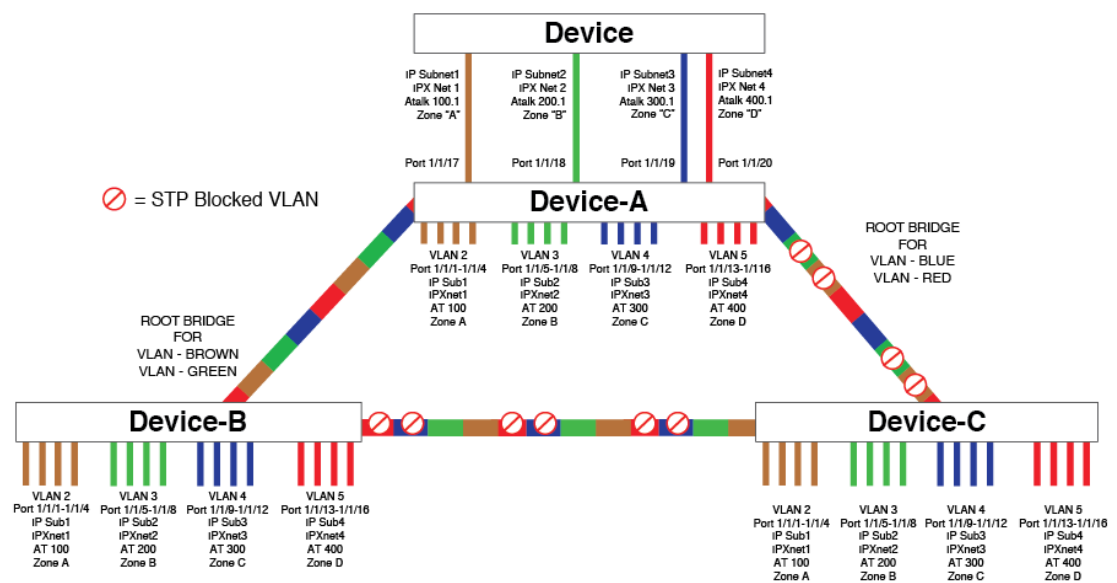 Device
IP Subnet1
iPX Net 1
Atalk 100.1
Zone "A"
IP Subnet2
iPX Net 2
Atalk 200.1
Zone "B"
iP Subnet3
iPX Net 3
Atalk 300.1
Zone "C"
iP Subnet4
iPX Net 4
Atalk 400.1
Zone "D"
Port 1/1/17
Port 1/1/18
Port 1/1/19
Port 1/1/20
= STP Blocked VLAN
Device-A
VLAN 2
Port 1/1/1-1/1/4
iP Sub1
iPXnet1
AT 100
Zone A
VLAN 3
Port 1/1/5-1/1/8
iP Sub2
iPXnet2
AT 200
Zone B
VLAN 4
Port 1/1/9-1/1/12
iP Sub3
iPXnet3
AT 300
Zone C
VLAN 5
Port 1/1/13-1/116
iP Sub4
iPXnet4
AT 400
Zone D
ROOT BRIDGE
FOR
VLAN - BLUE
VLAN - RED
ROOT BRIDGE
FOR
VLAN - BROWN
VLAN - GREEN
Device-B
VLAN 2
Port 1/1/1-1/1/4
iP Sub1
iPXnet1
AT 100
Zone A
VLAN 3
Port 1/1/5-1/1/8
iP Sub2
iPXnet2
AT 200
Zone B
VLAN 4
Port 1/1/9-1/1/12
iP Sub3
iPXnet3
AT 300
Zone C
VLAN 5
Port 1/1/13-1/1/16
iP Sub4
iPXnet4
AT 400
Zone D
Device-C
VLAN 2
Port 1/1/1-1/1/4
iP Sub1
iPXnet1
AT 100
Zone A
VLAN 3
Port 1/1/5-1/1/8
iP Sub2
iPXnet2
AT 200
Zone B
VLAN 4
Port 1/1/9-1/1/12
iP Sub3
iPXnet3
AT 300
Zone C
VLAN 5
Port 1/1/13-1/1/16
iP Sub4
iPXnet4
AT 400
Zone D